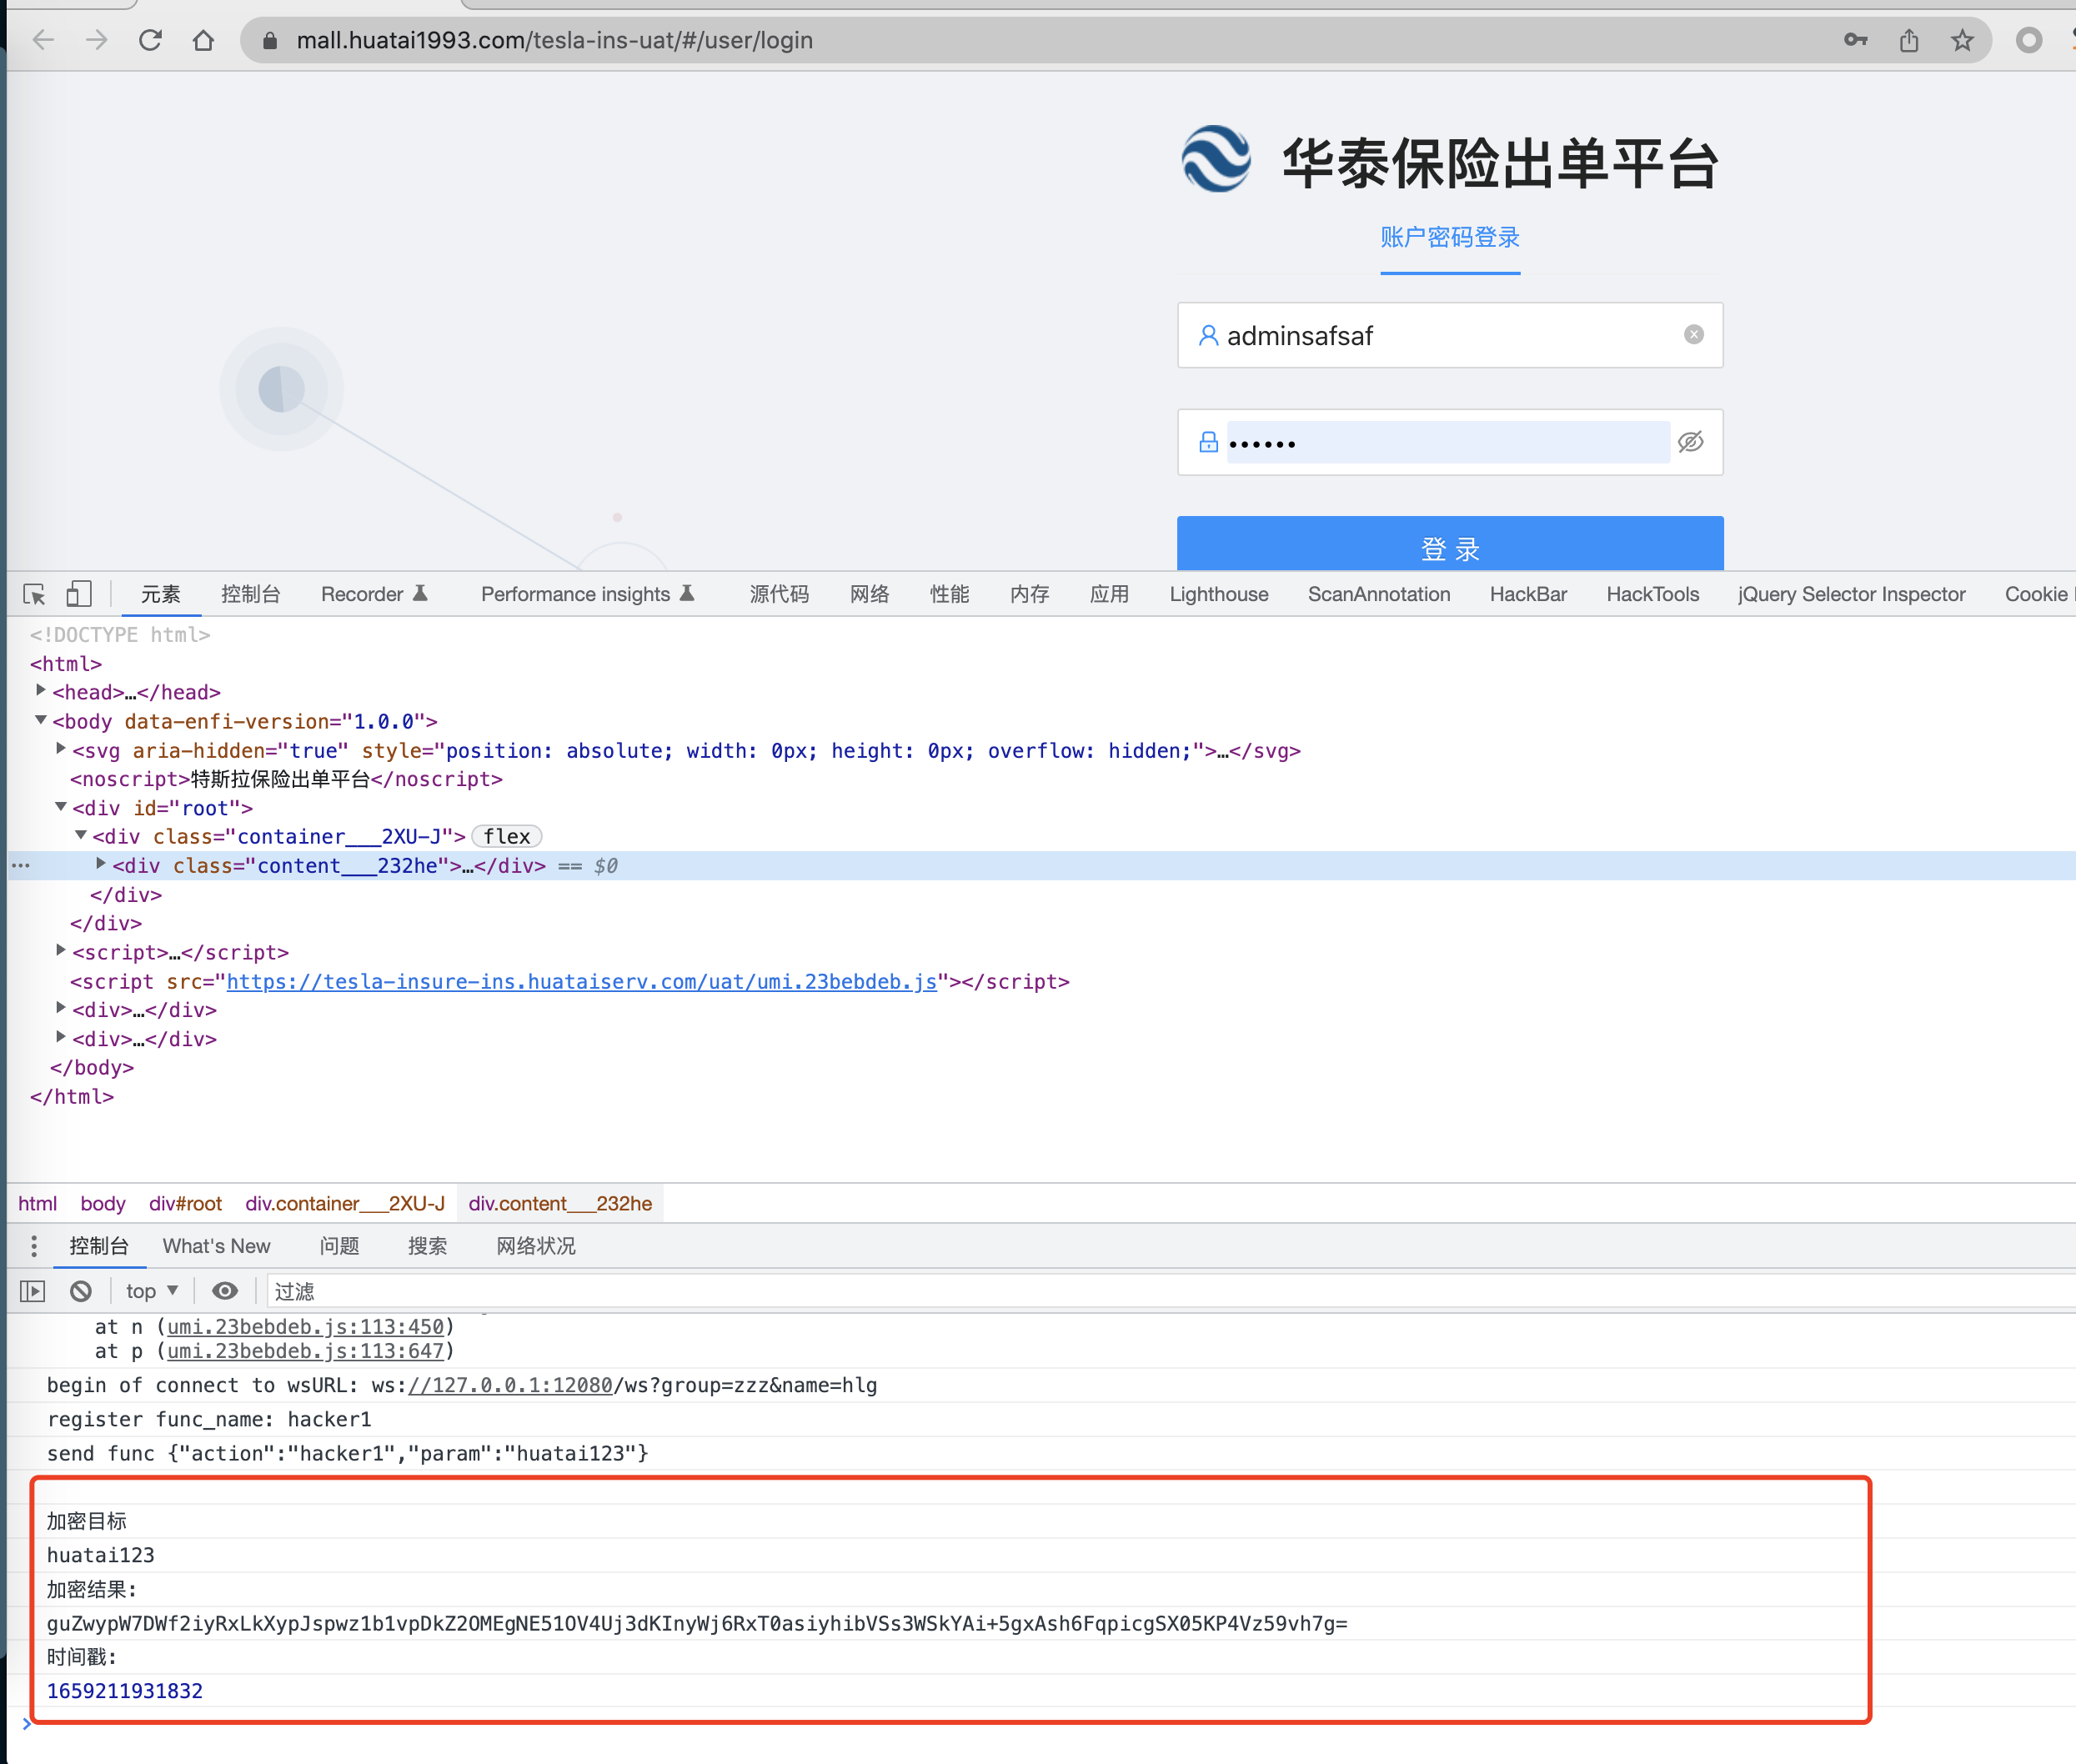 mall.huatai1993.com/tesla-ins-uat/#/user/login
华泰保险出单平台
账户密码登录
adminsafsaf
••••••
登 录
元素 控制台 Recorder Performance insights 源代码 网络 性能 内存 应用 Lighthouse ScanAnnotation HackBar HackTools jQuery Selector Inspector Cookie
<!DOCTYPE html>
<html>
<head>…</head>
<body data-enfi-version="1.0.0">
<svg aria-hidden="true" style="position: absolute; width: 0px; height: 0px; overflow: hidden;">…</svg>
<noscript>特斯拉保险出单平台</noscript>
<div id="root">
<div class="container___2XU-J"> flex
<div class="content___232he">…</div> == $0
</div>
</div>
<script>…</script>
<script src="https://tesla-insure-ins.huataiserv.com/uat/umi.23bebdeb.js"></script>
<div>…</div>
<div>…</div>
</body>
</html>
html body div#root div.container___2XU-J div.content___232he
控制台 What's New 问题 搜索 网络状况
top 过滤
at n (umi.23bebdeb.js:113:450)
at p (umi.23bebdeb.js:113:647)
begin of connect to wsURL: ws://127.0.0.1:12080/ws?group=zzz&name=hlg
register func_name: hacker1
send func {"action":"hacker1","param":"huatai123"}
加密目标
huatai123
加密结果:
guZwypW7DWf2iyRxLkXypJspwz1b1vpDkZ2OMEgNE51OV4Uj3dKInyWj6RxT0asiyhibVSs3WSkYAi+5gxAsh6FqpicgSX05KP4Vz59vh7g=
时间戳:
1659211931832